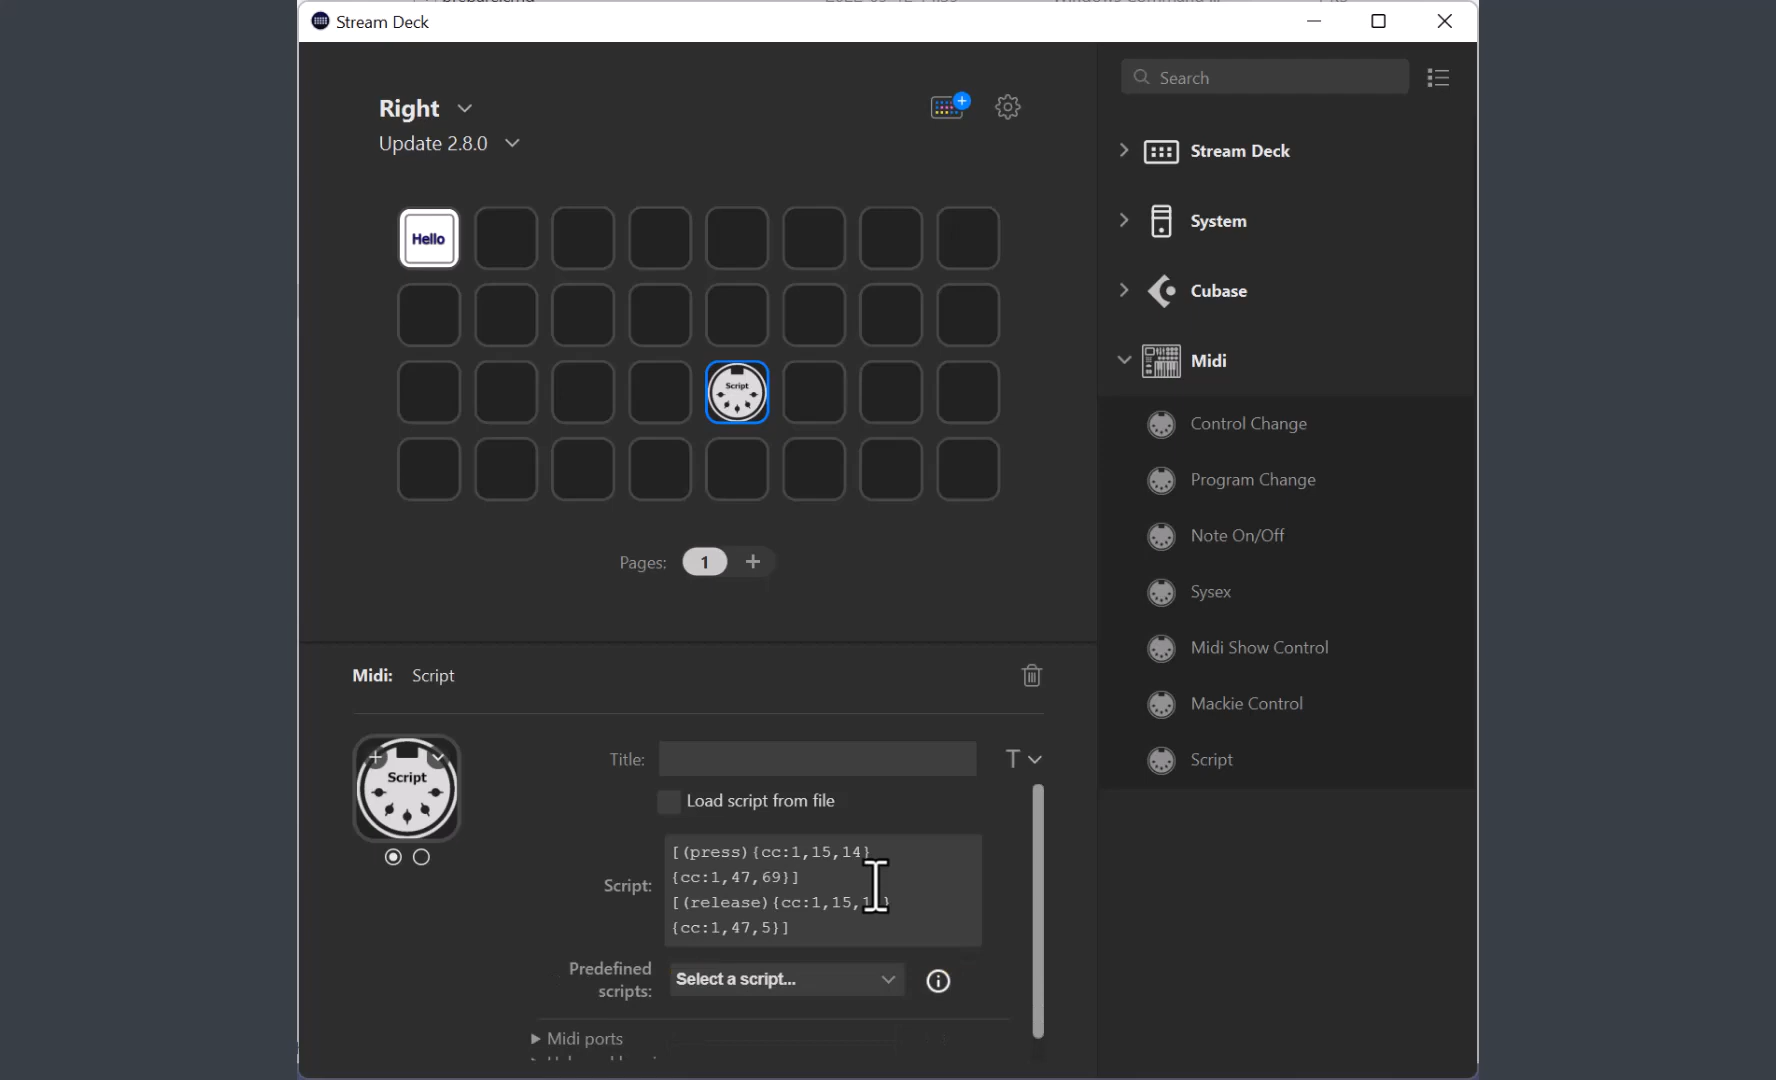 Stream Deck
Search
Right
Update 2.8.0
Stream Deck
System
Hello
Cubase
Midi
Script
Control Change
Program Change
Note On/Off
Pages: 1 +
Sysex
Midi Show Control
Midi: Script
Mackie Control
Title: T
Script
Script
Load script from file
Script:
[(press){cc:1,15,14}
{cc:1,47,69}]
[(release){cc:1,15,
{cc:1,47,5}]
Predefined
scripts:
Select a script...
Midi ports